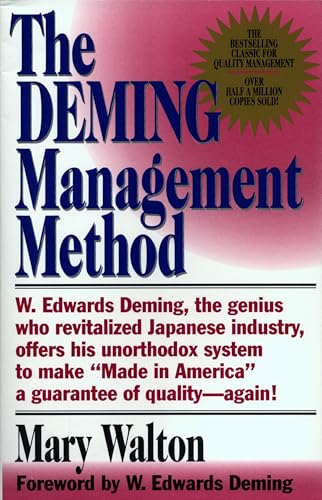 The
DEMING
Management
Method
THE
BESTSELLING
CLASSIC FOR
QUALITY MANAGEMENT
OVER
HALF A MILLION
COPIES SOLD!
W. Edwards Deming, the genius
who revitalized Japanese industry,
offers his unorthodox system
to make “Made in America”
a guarantee of quality—again!
Mary Walton
Foreword by W. Edwards Deming